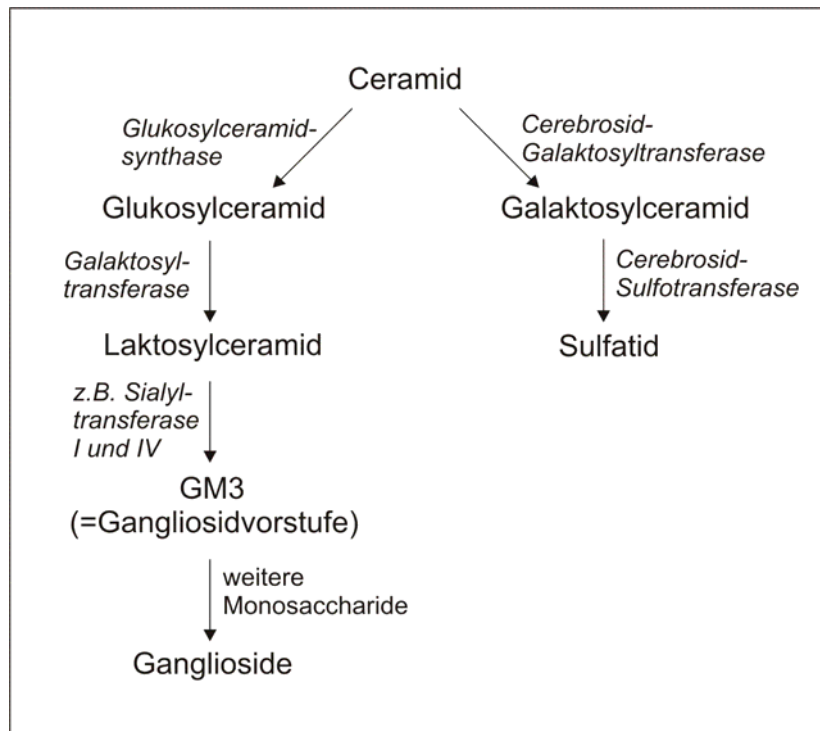 Ceramid
Glukosylceramid-
synthase
Cerebrosid-
Galaktosyltransferase
Glukosylceramid
Galaktosylceramid
Galaktosyl-
transferase
Cerebrosid-
Sulfotransferase
Laktosylceramid
Sulfatid
z.B. Sialyl-
transferase
I und IV
GM3
(=Gangliosidvorstufe)
weitere
Monosaccharide
Ganglioside